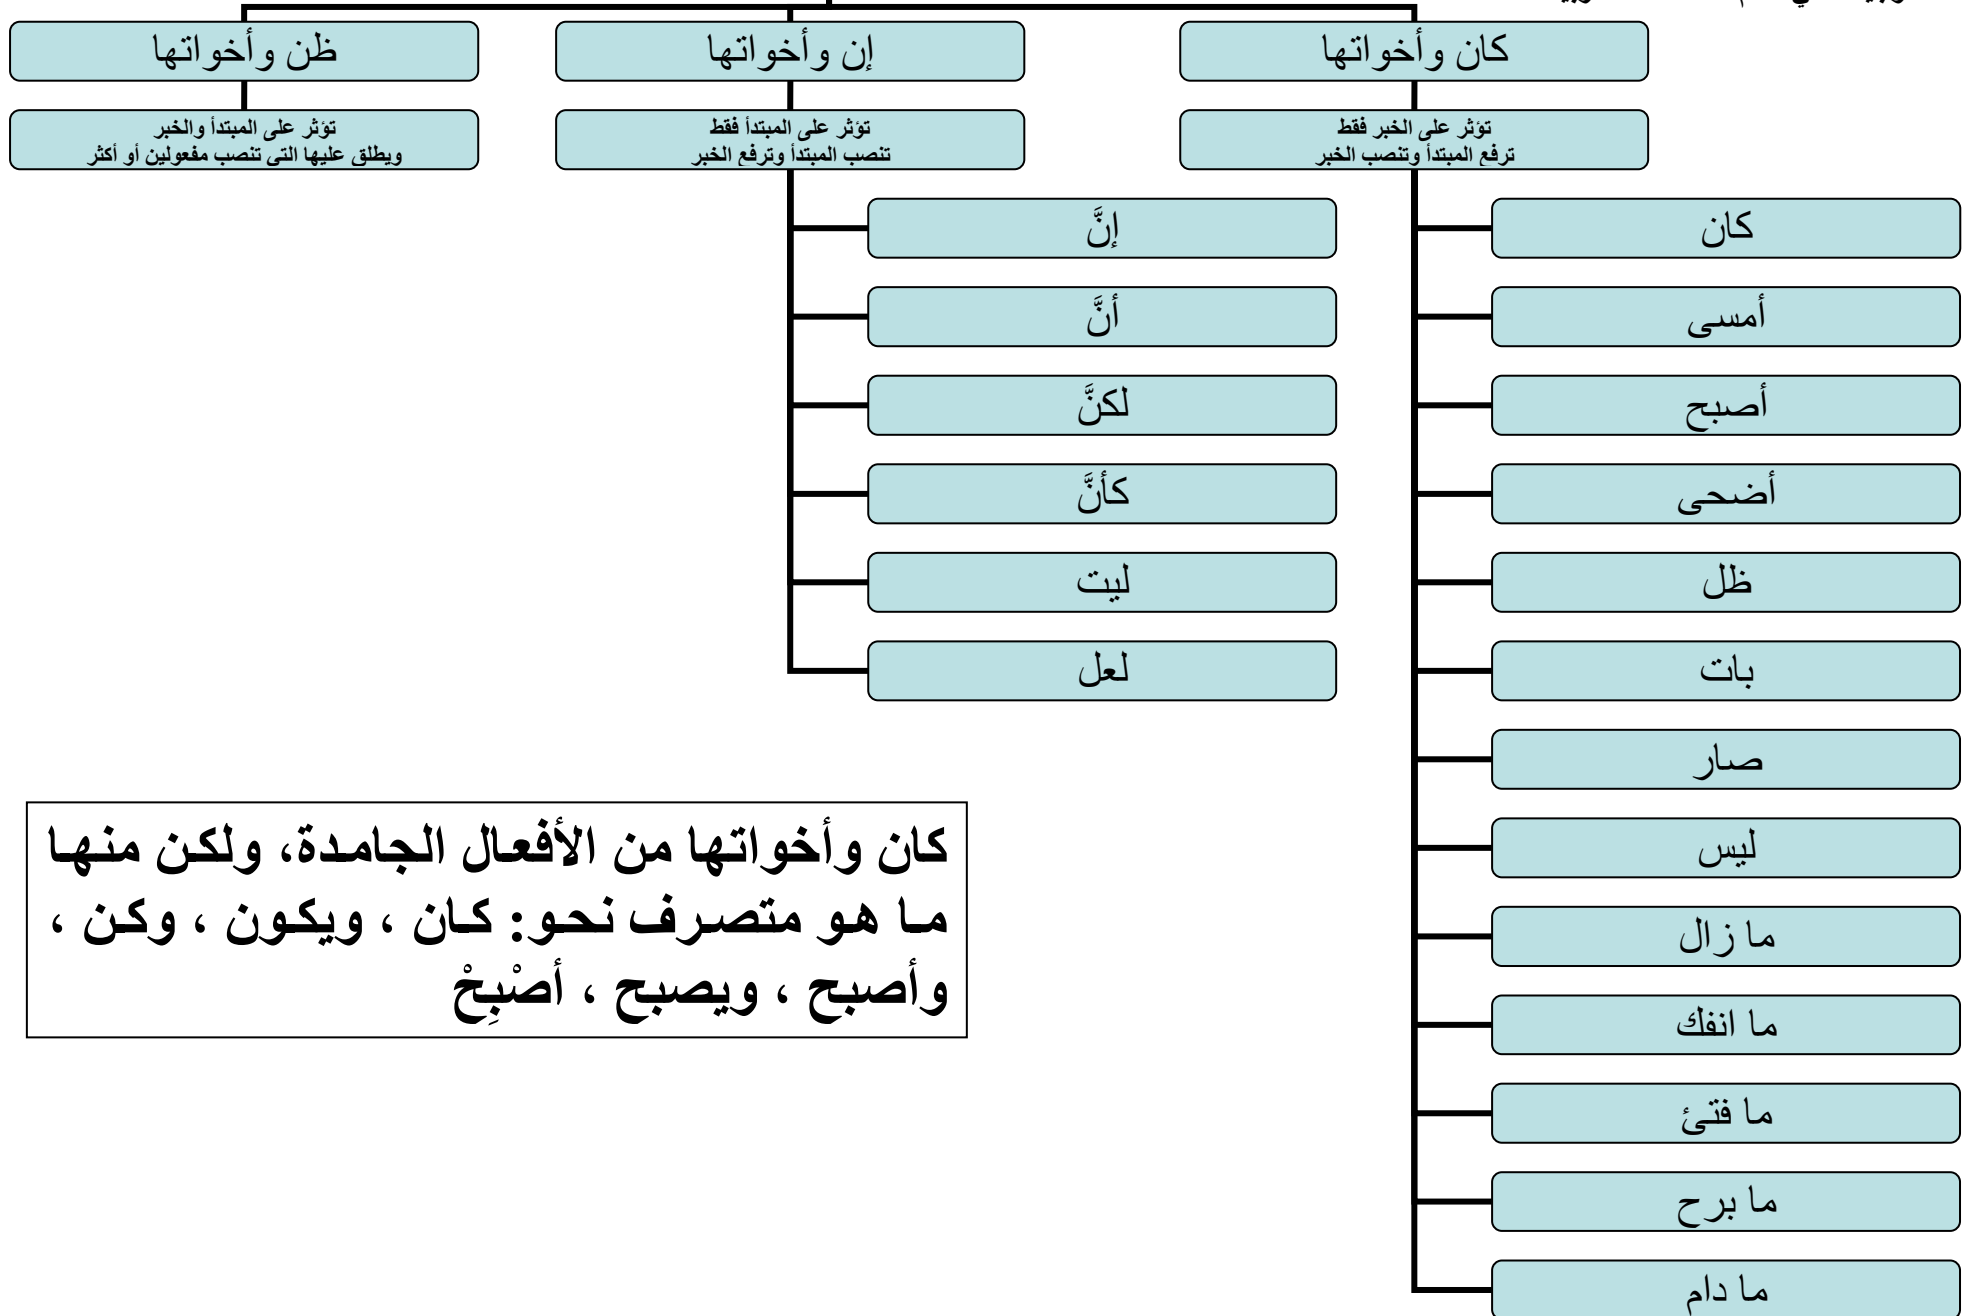 كان وأخواتها
تؤثر على الخبر فقط
ترفع المبتدأ وتنصب الخبر
كان
أمسى
أصبح
أضحى
ظل
بات
صار
ليس
ما زال
ما انفك
ما فتئ
ما برح
ما دام
إن وأخواتها
تؤثر على المبتدأ فقط
تنصب المبتدأ وترفع الخبر
إنَّ
أنَّ
لكنَّ
كأنَّ
ليت
لعل
ظن وأخواتها
تؤثر على المبتدأ والخبر
ويطلق عليها التي تنصب مفعولين أو أكثر
كان وأخواتها من الأفعال الجامدة، ولكن منها
ما هو متصرف نحو: كان ، ويكون ، وكن ،
وأصبح ، ويصبح ، أصْبِحْ